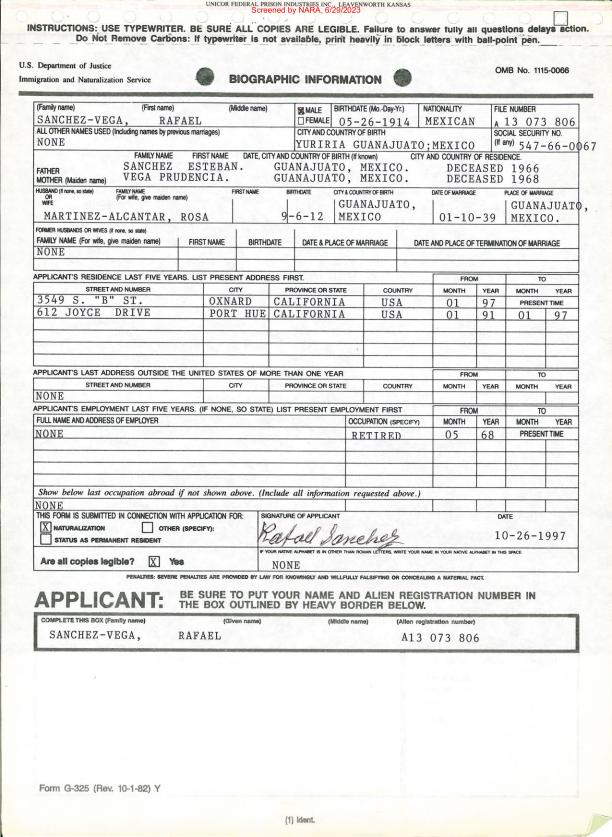 UNICOR FEDERAL PRISON INDUSTRIES INC., LEAVENWORTH KANSAS
Screened by NARA, 6/29/2023
INSTRUCTIONS: USE TYPEWRITER. BE SURE ALL COPIES ARE LEGIBLE. Failure to answer fully all questions delays action.
Do Not Remove Carbons: If typewriter is not available, print heavily in block letters with ball-point pen.
U.S. Department of Justice
Immigration and Naturalization Service
BIOGRAPHIC INFORMATION
OMB No. 1115-0066
(Family name) (First name) (Middle name) ☒ MALE BIRTHDATE (Mo.-Day-Yr.) NATIONALITY FILE NUMBER
SANCHEZ-VEGA, RAFAEL ☐ FEMALE 05-26-1914 MEXICAN A 13 073 806
ALL OTHER NAMES USED (Including names by previous marriages) CITY AND COUNTRY OF BIRTH SOCIAL SECURITY NO.
NONE YURIRIA GUANAJUATO;MEXICO (If any) 547-66-0067
FAMILY NAME FIRST NAME DATE, CITY AND COUNTRY OF BIRTH (If known) CITY AND COUNTRY OF RESIDENCE.
FATHER SANCHEZ ESTEBAN. GUANAJUATO, MEXICO. DECEASED 1966
MOTHER (Maiden name) VEGA PRUDENCIA. GUANAJUATO, MEXICO. DECEASED 1968
HUSBAND (If none, so state) OR WIFE FAMILY NAME (For wife, give maiden name) FIRST NAME BIRTHDATE CITY & COUNTRY OF BIRTH DATE OF MARRIAGE PLACE OF MARRIAGE
GUANAJUATO, GUANAJUATO,
MARTINEZ-ALCANTAR, ROSA 9-6-12 MEXICO 01-10-39 MEXICO.
FORMER HUSBANDS OR WIVES (If none, so state)
FAMILY NAME (For wife, give maiden name) FIRST NAME BIRTHDATE DATE & PLACE OF MARRIAGE DATE AND PLACE OF TERMINATION OF MARRIAGE
NONE
APPLICANT'S RESIDENCE LAST FIVE YEARS. LIST PRESENT ADDRESS FIRST. FROM TO
STREET AND NUMBER CITY PROVINCE OR STATE COUNTRY MONTH YEAR MONTH YEAR
3549 S. "B" ST. OXNARD CALIFORNIA USA 01 97 PRESENT TIME
612 JOYCE DRIVE PORT HUE CALIFORNIA USA 01 91 01 97
APPLICANT'S LAST ADDRESS OUTSIDE THE UNITED STATES OF MORE THAN ONE YEAR FROM TO
STREET AND NUMBER CITY PROVINCE OR STATE COUNTRY MONTH YEAR MONTH YEAR
NONE
APPLICANT'S EMPLOYMENT LAST FIVE YEARS. (IF NONE, SO STATE) LIST PRESENT EMPLOYMENT FIRST FROM TO
FULL NAME AND ADDRESS OF EMPLOYER OCCUPATION (SPECIFY) MONTH YEAR MONTH YEAR
NONE RETIRED 05 68 PRESENT TIME
Show below last occupation abroad if not shown above. (Include all information requested above.)
NONE
THIS FORM IS SUBMITTED IN CONNECTION WITH APPLICATION FOR: SIGNATURE OF APPLICANT DATE
☒ NATURALIZATION ☐ OTHER (SPECIFY): Rafael Sanchez 10-26-1997
☐ STATUS AS PERMANENT RESIDENT
IF YOUR NATIVE ALPHABET IS IN OTHER THAN ROMAN LETTERS, WRITE YOUR NAME IN YOUR NATIVE ALPHABET IN THIS SPACE
Are all copies legible? ☒ Yes NONE
PENALTIES: SEVERE PENALTIES ARE PROVIDED BY LAW FOR KNOWINGLY AND WILLFULLY FALSIFYING OR CONCEALING A MATERIAL FACT.
APPLICANT: BE SURE TO PUT YOUR NAME AND ALIEN REGISTRATION NUMBER IN
THE BOX OUTLINED BY HEAVY BORDER BELOW.
COMPLETE THIS BOX (Family name) (Given name) (Middle name) (Alien registration number)
SANCHEZ-VEGA, RAFAEL A13 073 806
Form G-325 (Rev. 10-1-82) Y
(1) Ident.